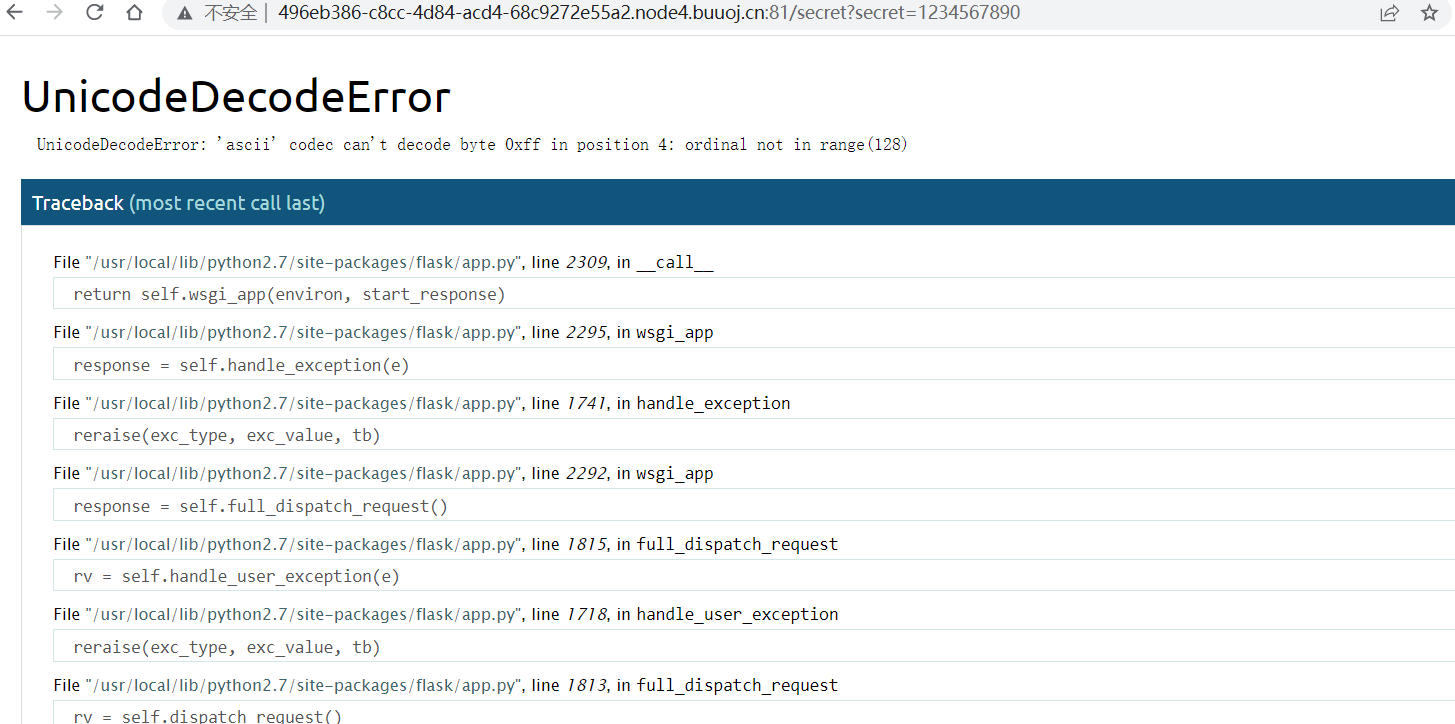 不安全 | 496eb386-c8cc-4d84-acd4-68c9272e55a2.node4.buuoj.cn:81/secret?secret=1234567890
UnicodeDecodeError
UnicodeDecodeError: 'ascii' codec can't decode byte 0xff in position 4: ordinal not in range(128)
Traceback (most recent call last)
File "/usr/local/lib/python2.7/site-packages/flask/app.py", line 2309, in __call__
return self.wsgi_app(environ, start_response)
File "/usr/local/lib/python2.7/site-packages/flask/app.py", line 2295, in wsgi_app
response = self.handle_exception(e)
File "/usr/local/lib/python2.7/site-packages/flask/app.py", line 1741, in handle_exception
reraise(exc_type, exc_value, tb)
File "/usr/local/lib/python2.7/site-packages/flask/app.py", line 2292, in wsgi_app
response = self.full_dispatch_request()
File "/usr/local/lib/python2.7/site-packages/flask/app.py", line 1815, in full_dispatch_request
rv = self.handle_user_exception(e)
File "/usr/local/lib/python2.7/site-packages/flask/app.py", line 1718, in handle_user_exception
reraise(exc_type, exc_value, tb)
File "/usr/local/lib/python2.7/site-packages/flask/app.py", line 1813, in full_dispatch_request
rv = self.dispatch_request()